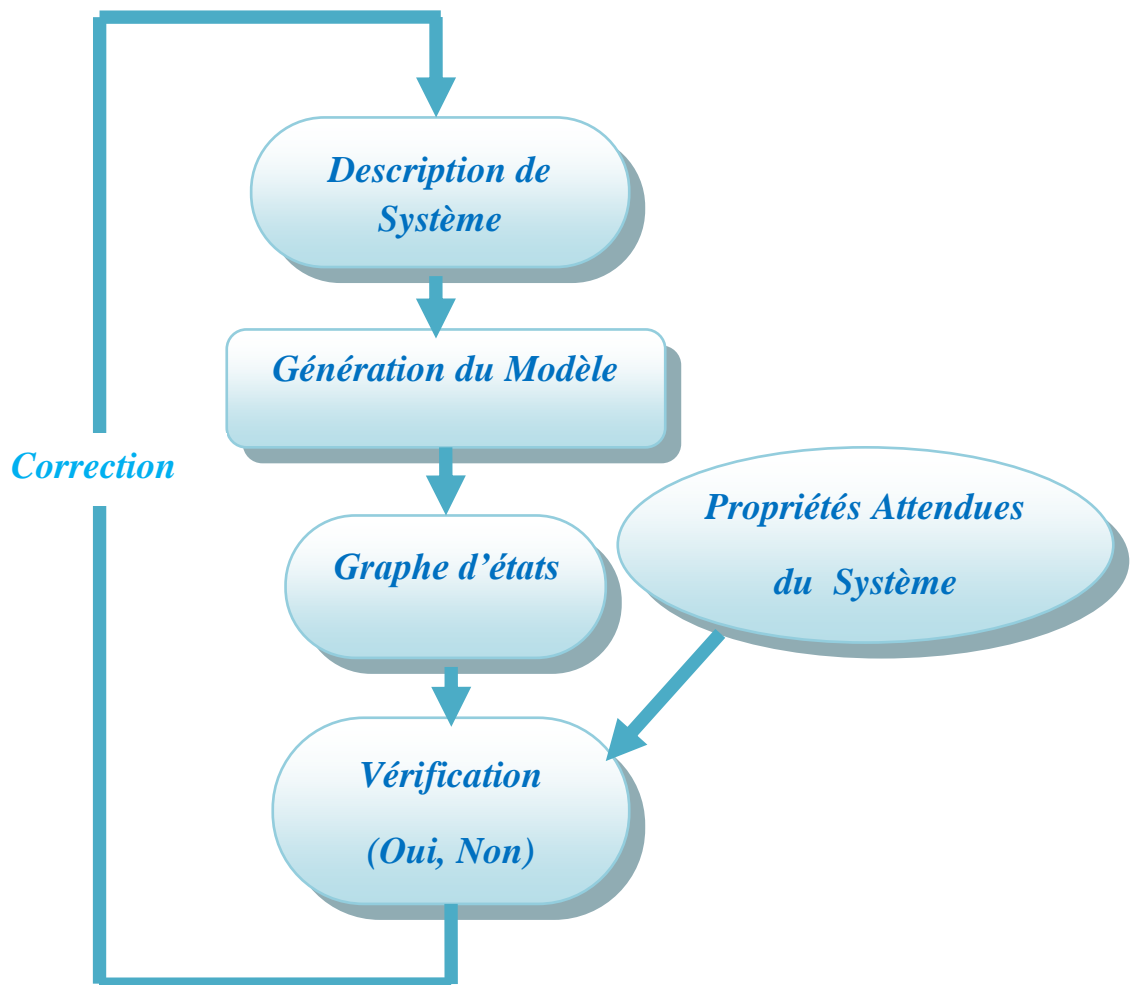 Description de
Système
Génération du Modèle
Correction
Propriétés Attendues
du Système
Graphe d'états
Vérification
(Oui, Non)